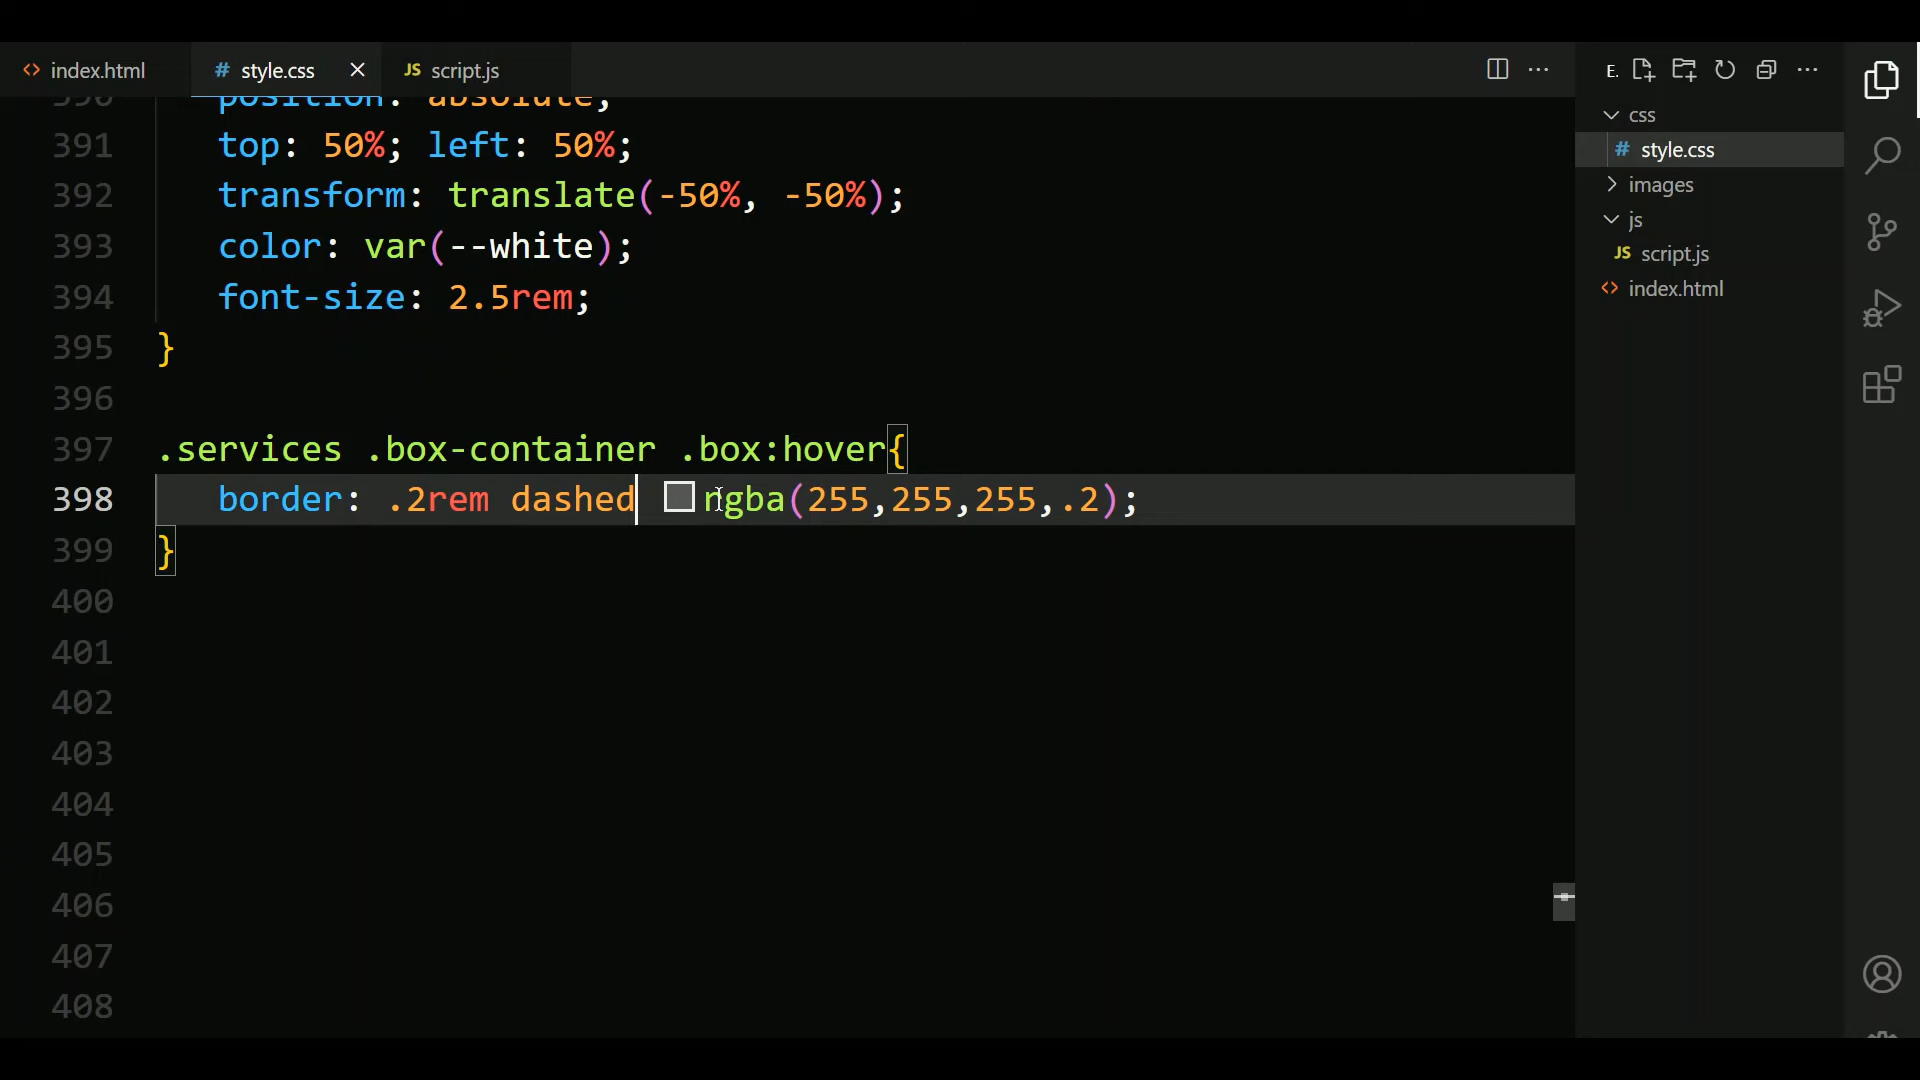 index.html
style.css
JS script.js
E.
css
style.css
images
js
JS script.js
index.html
390 position: absolute;
391 top: 50%; left: 50%;
392 transform: translate(-50%, -50%);
393 color: var(--white);
394 font-size: 2.5rem;
395 }
396
397 .services .box-container .box:hover{
398 border: .2rem dashed rgba(255,255,255,.2);
399 }
400
401
402
403
404
405
406
407
408